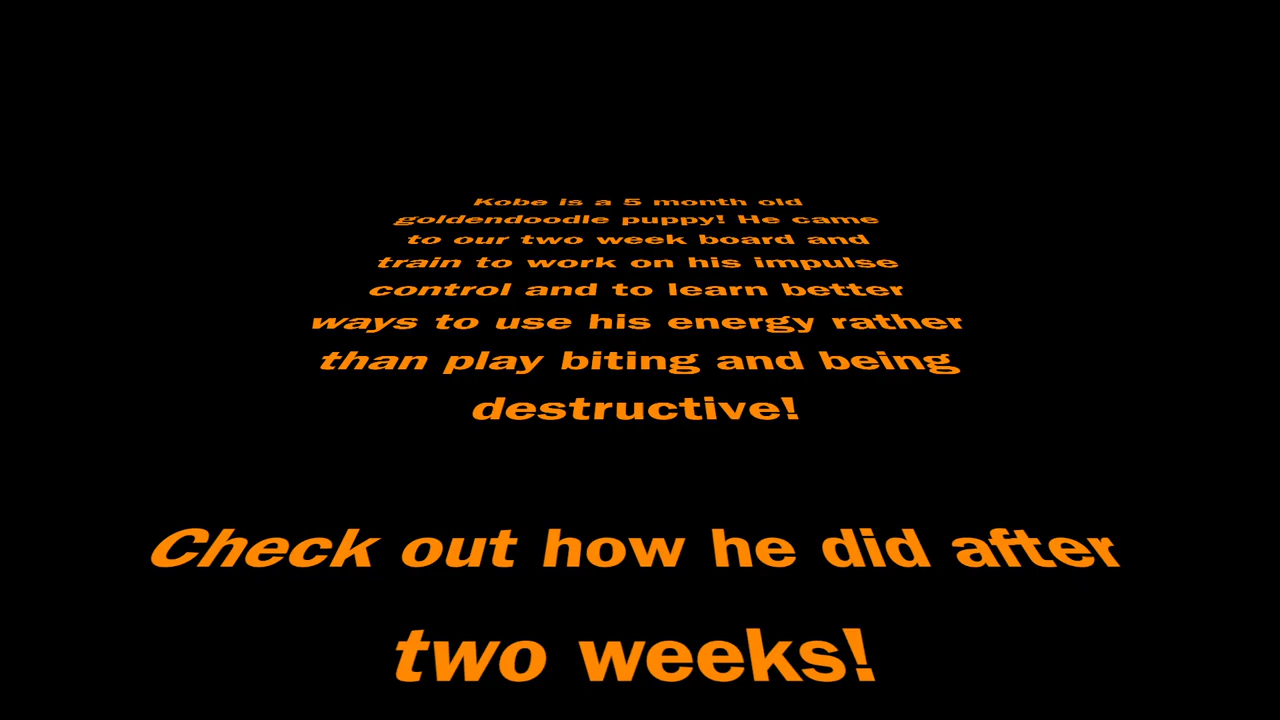 Kobe is a 5 month old
goldendoodle puppy! He came
to our two week board and
train to work on his impulse
control and to learn better
ways to use his energy rather
than play biting and being
destructive!
Check out how he did after
two weeks!